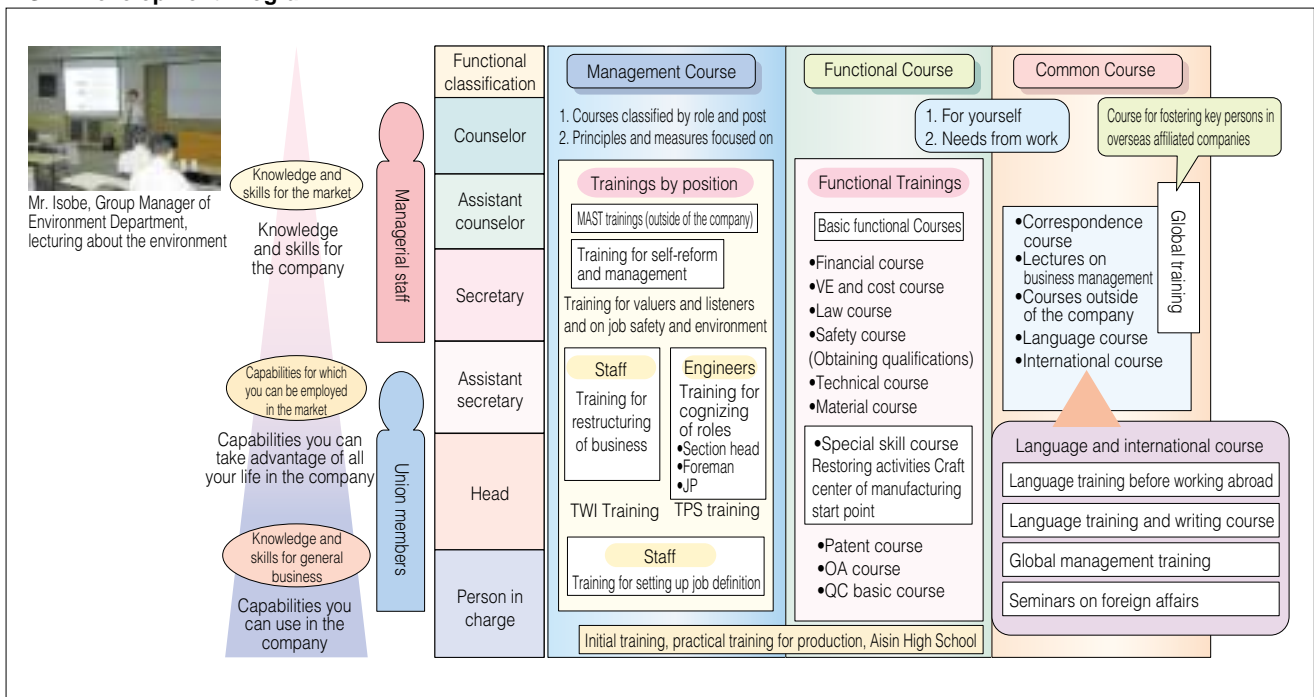 Mr. Isobe, Group Manager of
Environment Department,
lecturing about the environment
Knowledge and
skills for the market
Knowledge
and skills for
the company
Capabilities for which
you can be employed
in the market
Capabilities you can
take advantage of all
your life in the company
Knowledge and
skills for general
business
Capabilities you
can use in the
company
Managerial staff
Union members
Functional
classification
Counselor
Assistant
counselor
Secretary
Assistant
secretary
Head
Person in
charge
Management Course
1. Courses classified by role and post
2. Principles and measures focused on
Trainings by position
MAST trainings (outside of the company)
Training for self-reform
and management
Training for valuers and listeners
and on job safety and environment
Staff
Training for
restructuring
of business
Engineers
Training for
cognizing
of roles
•Section head
•Foreman
•JP
TWI Training
TPS training
Staff
Training for setting up job definition
Functional Course
Functional Trainings
Basic functional Courses
•Financial course
•VE and cost course
•Law course
•Safety course
(Obtaining qualifications)
•Technical course
•Material course
•Special skill course
Restoring activities Craft
center of manufacturing
start point
•Patent course
•OA course
•QC basic course
Initial training, practical training for production, Aisin High School
Common Course
1. For yourself
2. Needs from work
Course for fostering key persons in
overseas affiliated companies
Global training
•Correspondence
course
•Lectures on
business management
•Courses outside
of the company
•Language course
•International course
Language and international course
Language training before working abroad
Language training and writing course
Global management training
Seminars on foreign affairs